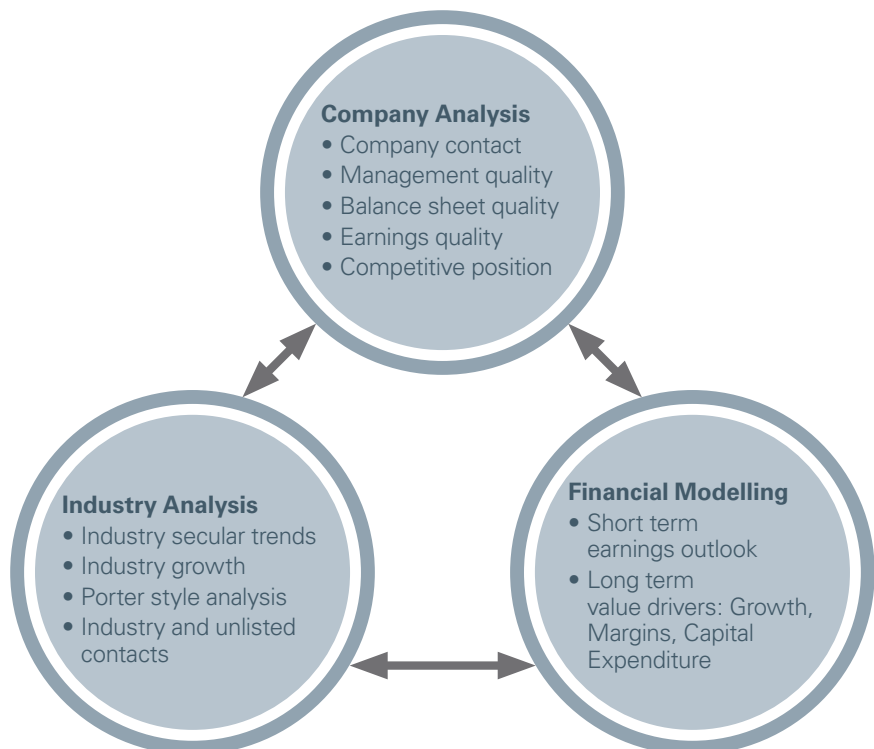 Company Analysis
• Company contact
• Management quality
• Balance sheet quality
• Earnings quality
• Competitive position
Industry Analysis
• Industry secular trends
• Industry growth
• Porter style analysis
• Industry and unlisted
contacts
Financial Modelling
• Short term
earnings outlook
• Long term
value drivers: Growth,
Margins, Capital
Expenditure